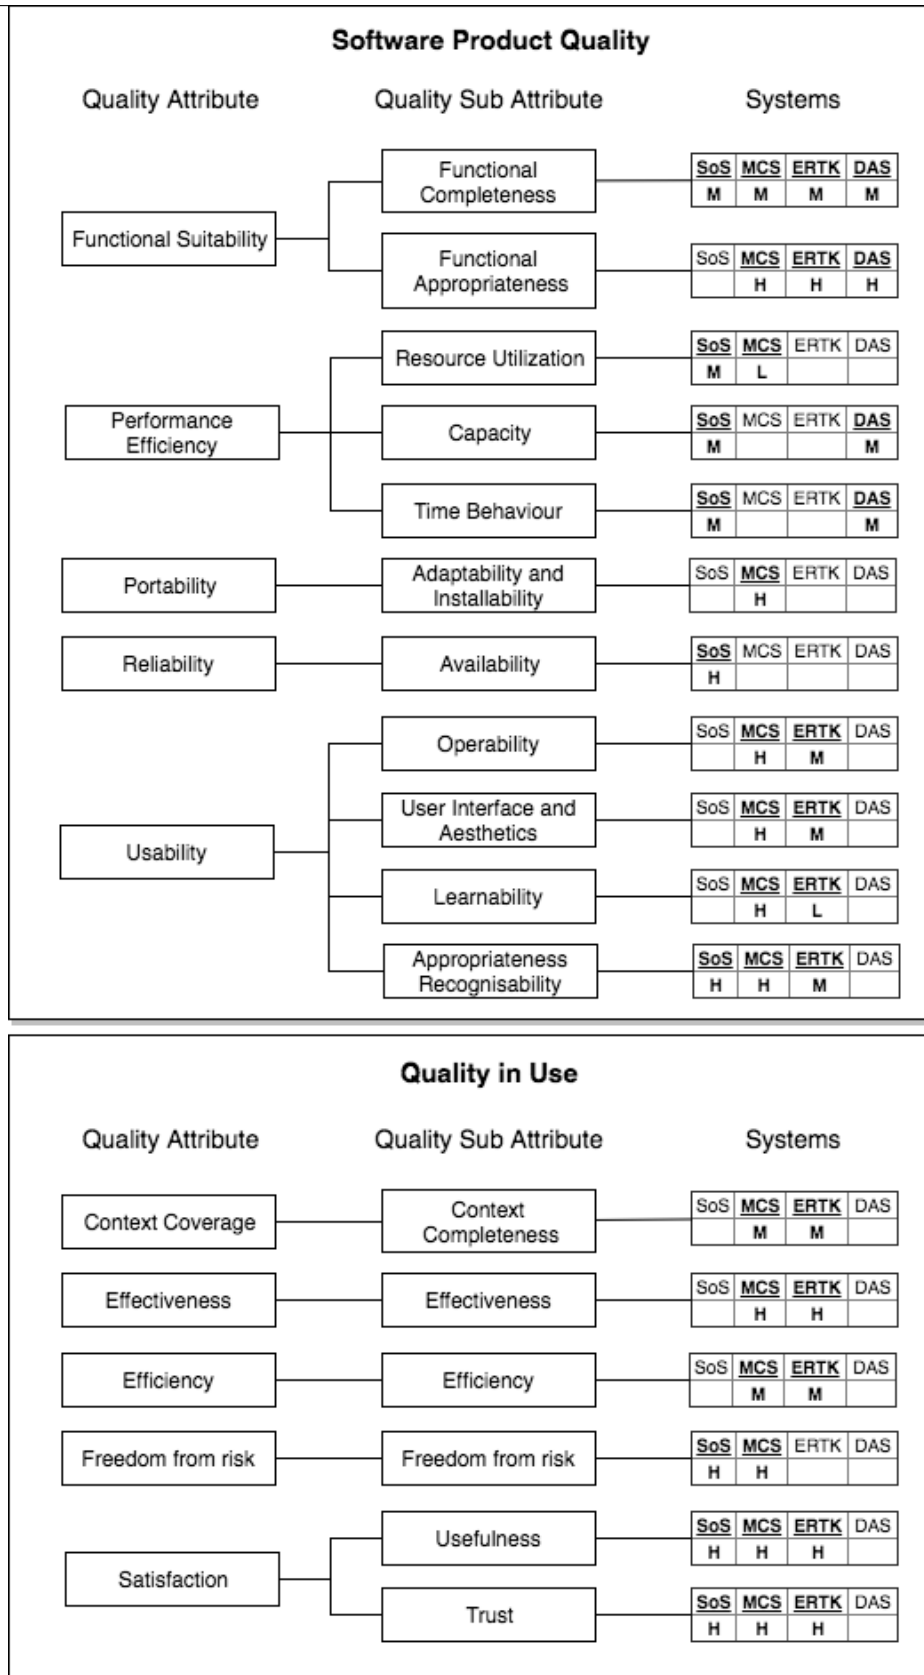 Software Product Quality
Quality Attribute Quality Sub Attribute Systems
Functional Suitability
Functional
Completeness
SoS MCS ERTK DAS
M M M M
Functional
Appropriateness
SoS MCS ERTK DAS
H H H
Performance
Efficiency
Resource Utilization
SoS MCS ERTK DAS
M L
Capacity
SoS MCS ERTK DAS
M M
Time Behaviour
SoS MCS ERTK DAS
M M
Portability
Adaptability and
Installability
SoS MCS ERTK DAS
H
Reliability
Availability
SoS MCS ERTK DAS
H
Usability
Operability
SoS MCS ERTK DAS
H M
User Interface and
Aesthetics
SoS MCS ERTK DAS
H M
Learnability
SoS MCS ERTK DAS
H L
Appropriateness
Recognisability
SoS MCS ERTK DAS
H H M
Quality in Use
Quality Attribute Quality Sub Attribute Systems
Context Coverage
Context
Completeness
SoS MCS ERTK DAS
M M
Effectiveness
Effectiveness
SoS MCS ERTK DAS
H H
Efficiency
Efficiency
SoS MCS ERTK DAS
M M
Freedom from risk
Freedom from risk
SoS MCS ERTK DAS
H H
Satisfaction
Usefulness
SoS MCS ERTK DAS
H H H
Trust
SoS MCS ERTK DAS
H H H